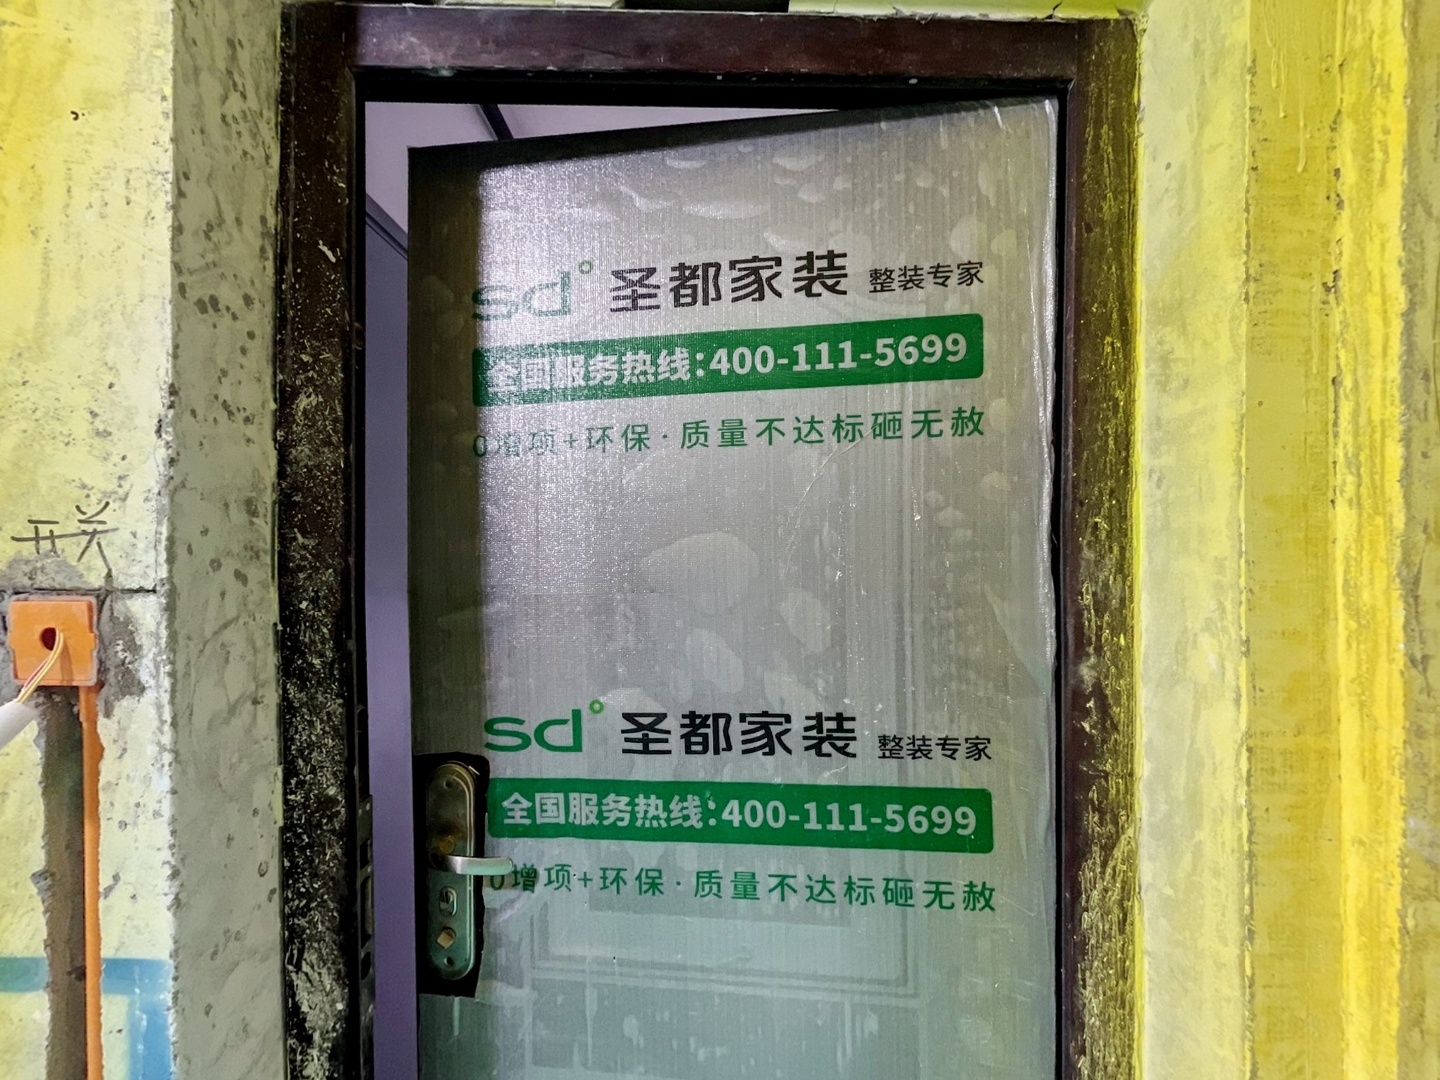 sd° 圣都家装 整装专家
全国服务热线:400-111-5699
0增项+环保·质量不达标砸无赦
开关
sd° 圣都家装 整装专家
全国服务热线:400-111-5699
0增项+环保·质量不达标砸无赦